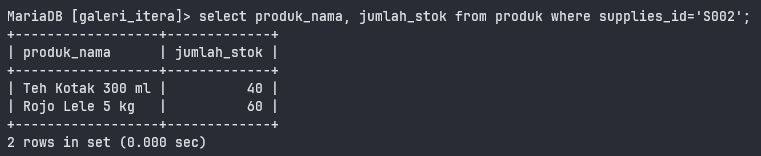 MariaDB [galeri_itera]> select produk_nama, jumlah_stok from produk where supplies_id='S002';
+------------------+-------------+
| produk_nama      | jumlah_stok |
+------------------+-------------+
| Teh Kotak 300 ml |          40 |
| Rojo Lele 5 kg   |          60 |
+------------------+-------------+
2 rows in set (0.000 sec)